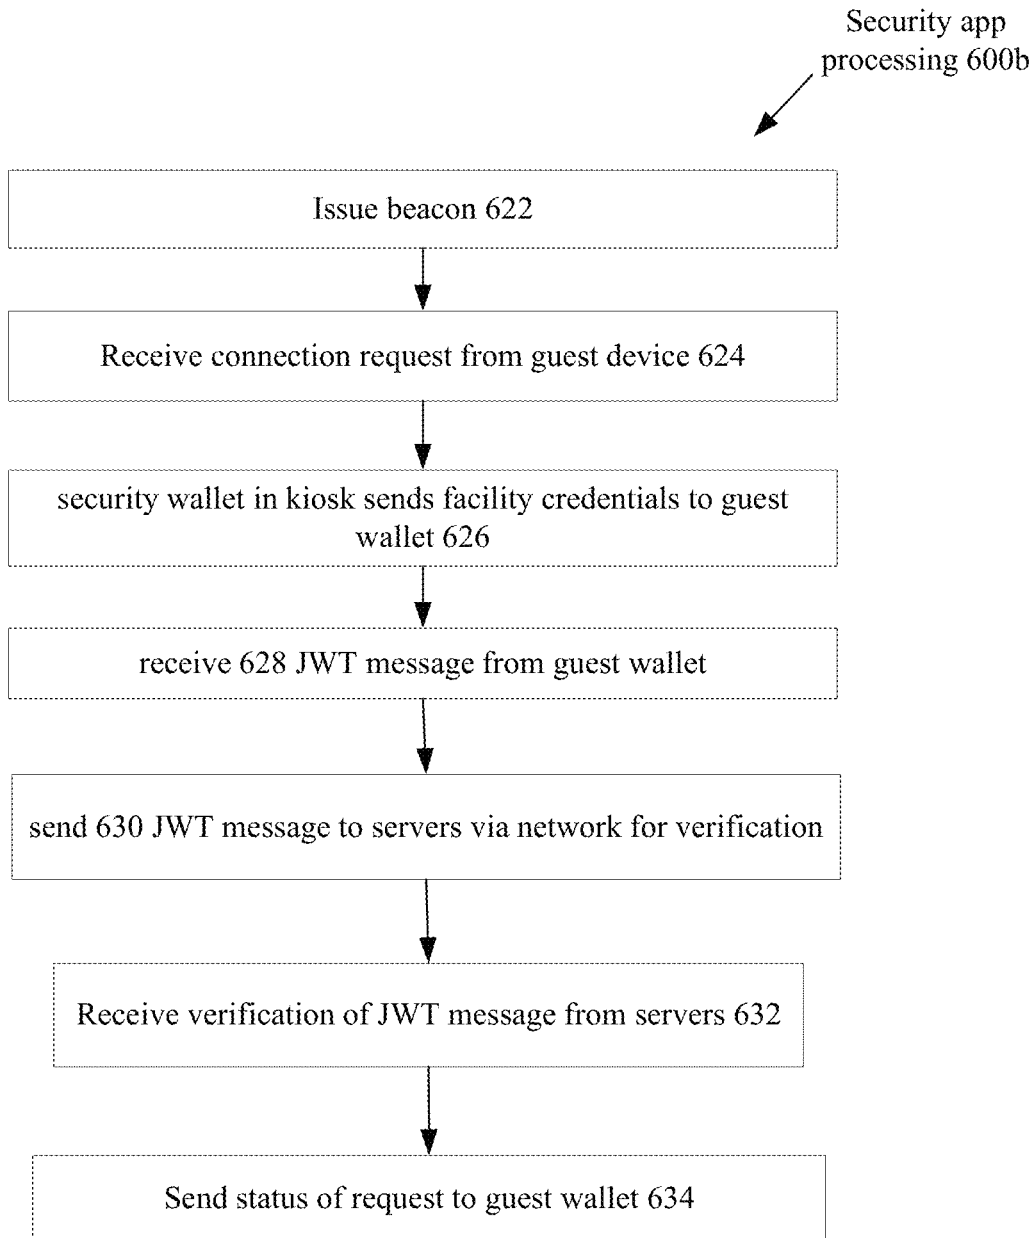 Security app
processing 600b
Issue beacon 622
Receive connection request from guest device 624
security wallet in kiosk sends facility credentials to guest
wallet 626
receive 628 JWT message from guest wallet
send 630 JWT message to servers via network for verification
Receive verification of JWT message from servers 632
Send status of request to guest wallet 634